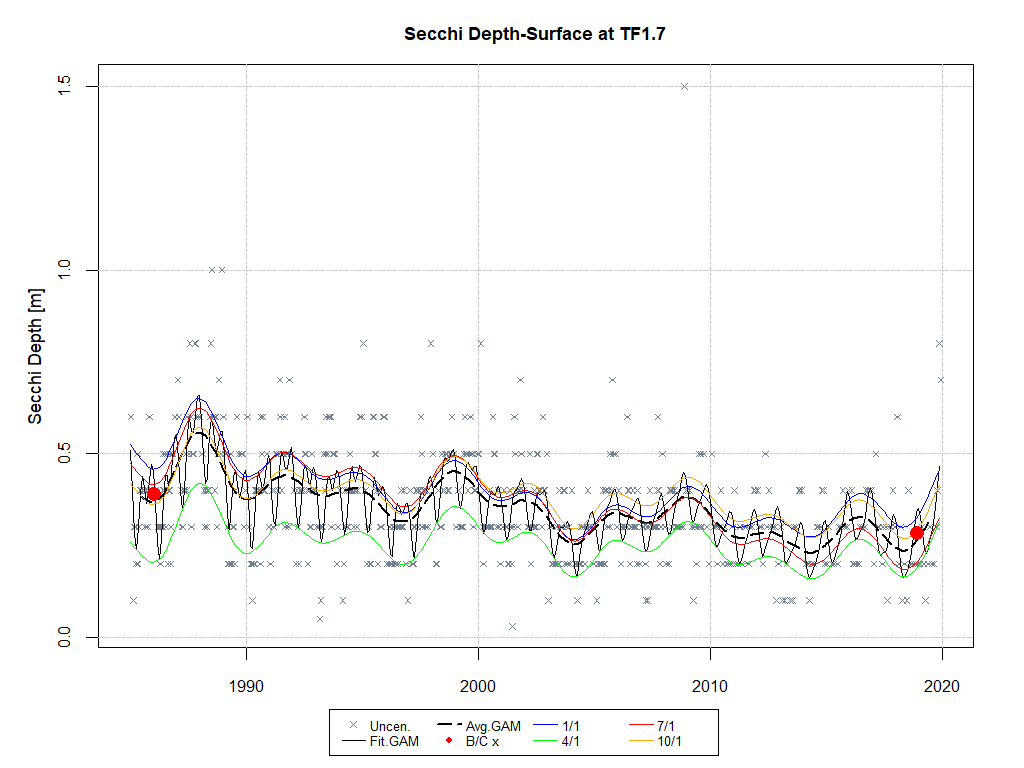 Secchi Depth-Surface at TF1.7
Secchi Depth [m]
1.5
1.0
0.5
0.0
1990 2000 2010 2020
Uncen. Avg.GAM 1/1 7/1
Fit.GAM B/C x 4/1 10/1